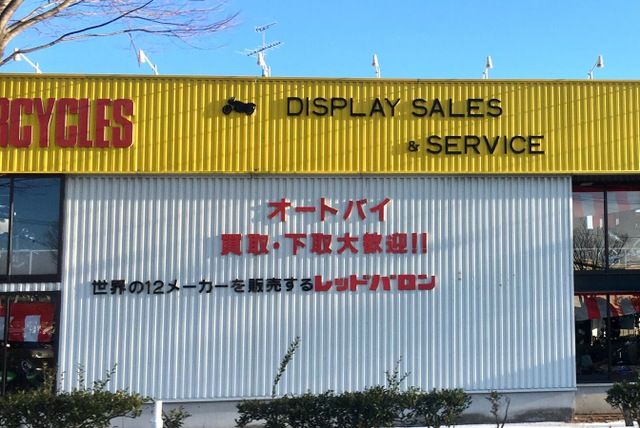 RCYCLES
DISPLAY SALES
& SERVICE
オートバイ
買取・下取大歓迎!!
世界の12メーカーを販売するレッドバロン